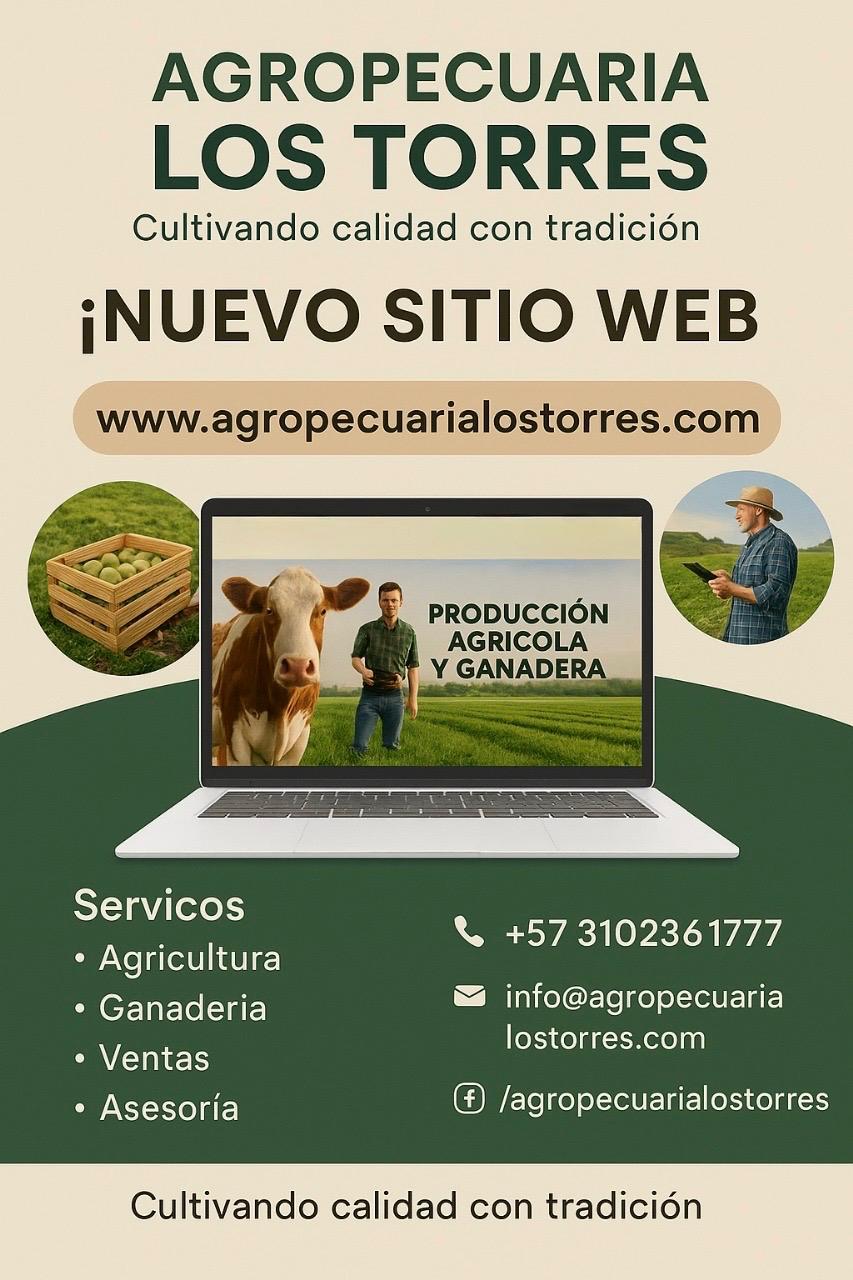 AGROPECUARIA
LOS TORRES
Cultivando calidad con tradición
¡NUEVO SITIO WEB
www.agropecuarialostorres.com
PRODUCCIÓN
AGRICOLA
Y GANADERA
Servicos
• Agricultura
• Ganaderia
• Ventas
• Asesoría
+57 3102361777
info@agropecuaria
lostorres.com
/agropecuarialostorres
Cultivando calidad con tradición